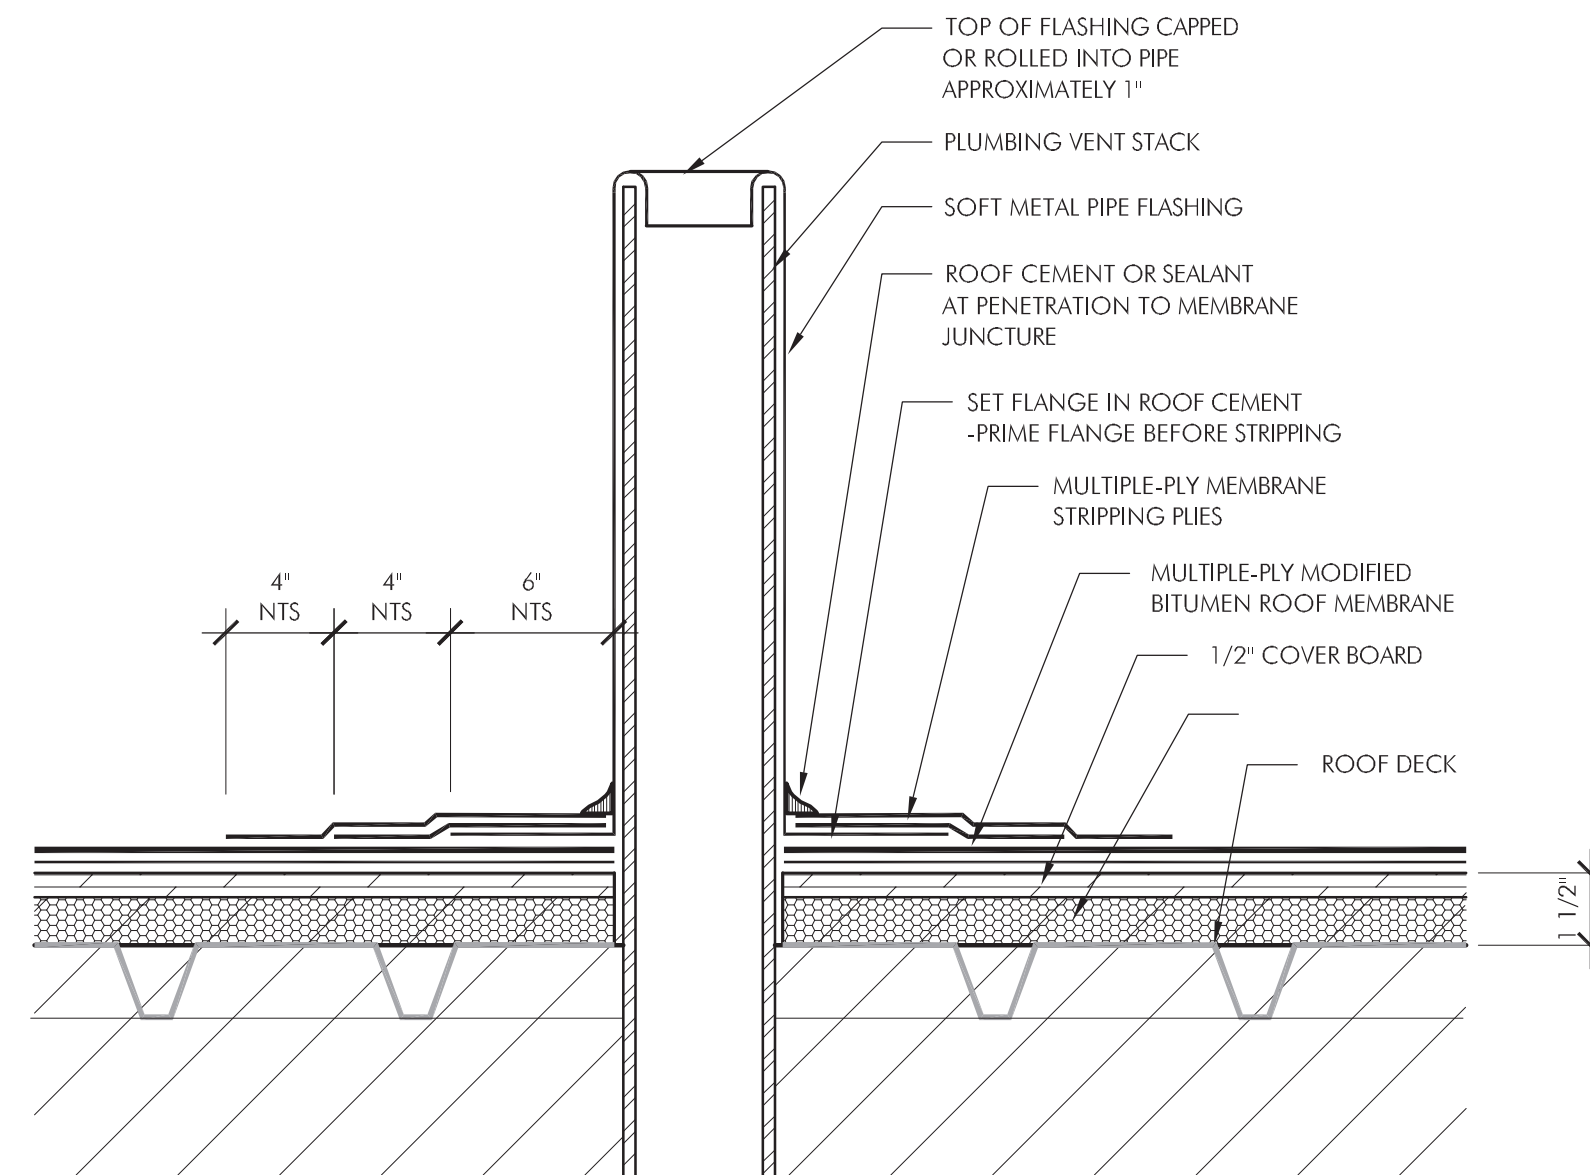 TOP OF FLASHING CAPPED
OR ROLLED INTO PIPE
APPROXIMATELY 1"
PLUMBING VENT STACK
SOFT METAL PIPE FLASHING
ROOF CEMENT OR SEALANT
AT PENETRATION TO MEMBRANE
JUNCTURE
SET FLANGE IN ROOF CEMENT
-PRIME FLANGE BEFORE STRIPPING
MULTIPLE-PLY MEMBRANE
STRIPPING PLIES
4"
NTS
4"
NTS
6"
NTS
MULTIPLE-PLY MODIFIED
BITUMEN ROOF MEMBRANE
1/2" COVER BOARD
ROOF DECK
1 1/2"